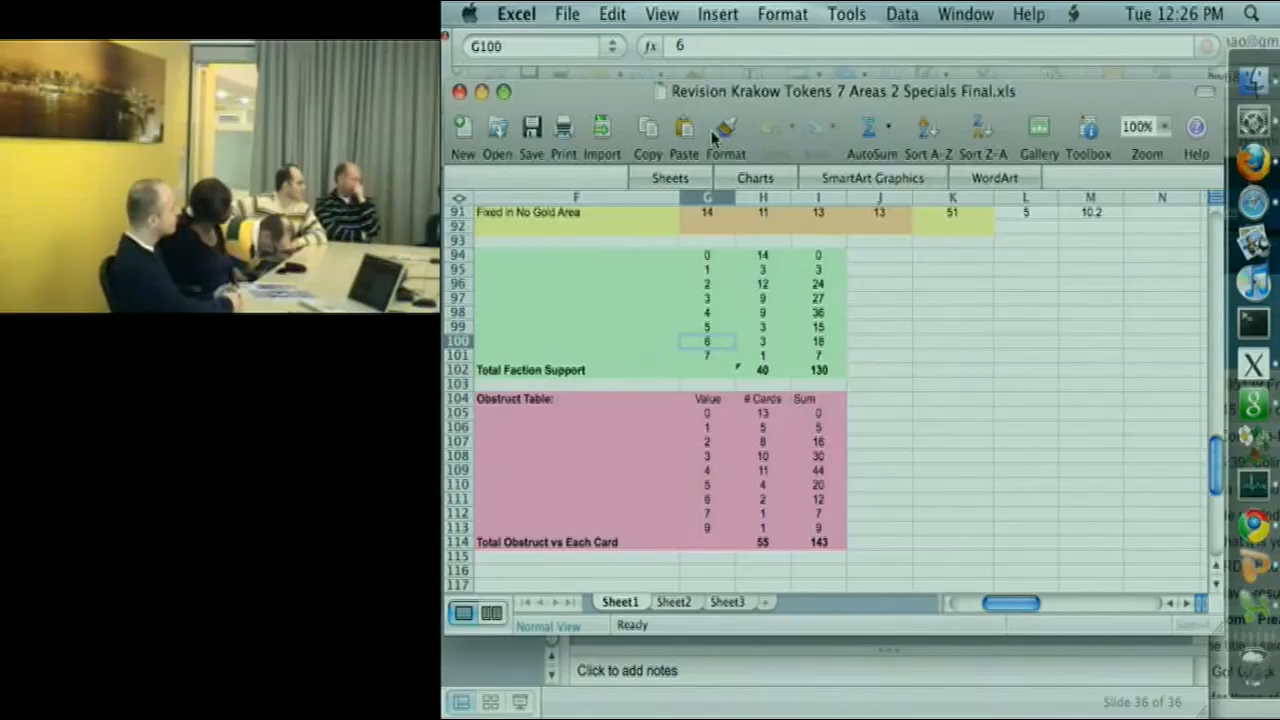 Excel File Edit View Insert Format Tools Data Window Help Tue 12:26 PM
G100 fx 6
Revision Krakow Tokens 7 Areas 2 Specials Final.xls
New Open Save Print Import Copy Paste Format AutoSum Sort A-Z Sort Z-A Gallery Toolbox Zoom Help
100%
Sheets Charts SmartArt Graphics WordArt
F G H I J K L M N
91 Fixed in No Gold Area 14 11 13 13 51 5 10.2
92
93
94 0 14 0
95 1 3 3
96 2 12 24
97 3 9 27
98 4 9 36
99 5 3 15
100 6 3 18
101 7 1 7
102 Total Faction Support 40 130
103
104 Obstruct Table: Value # Cards Sum
105 0 13 0
106 1 5 5
107 2 8 16
108 3 10 30
109 4 11 44
110 5 4 20
111 6 2 12
112 7 1 7
113 9 1 9
114 Total Obstruct vs Each Card 55 143
115
116
117
Sheet1 Sheet2 Sheet3 +
Normal View Ready
Click to add notes
Slide 36 of 36